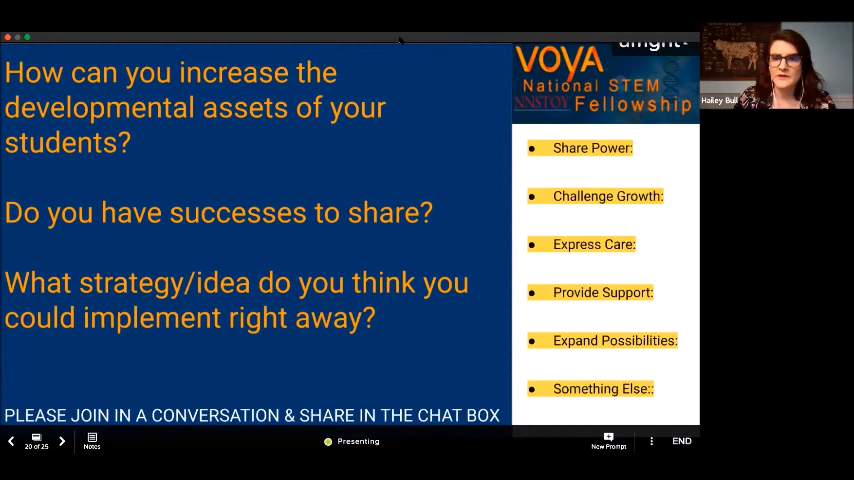 How can you increase the
developmental assets of your
students?
Do you have successes to share?
What strategy/idea do you think you
could implement right away?
PLEASE JOIN IN A CONVERSATION & SHARE IN THE CHAT BOX
VOYA
National STEM
NNSTOY Fellowship
Share Power:
Challenge Growth:
Express Care:
Provide Support:
Expand Possibilities:
Something Else::
Hailey Bull
20 of 25
Notes
Presenting
New Prompt
END